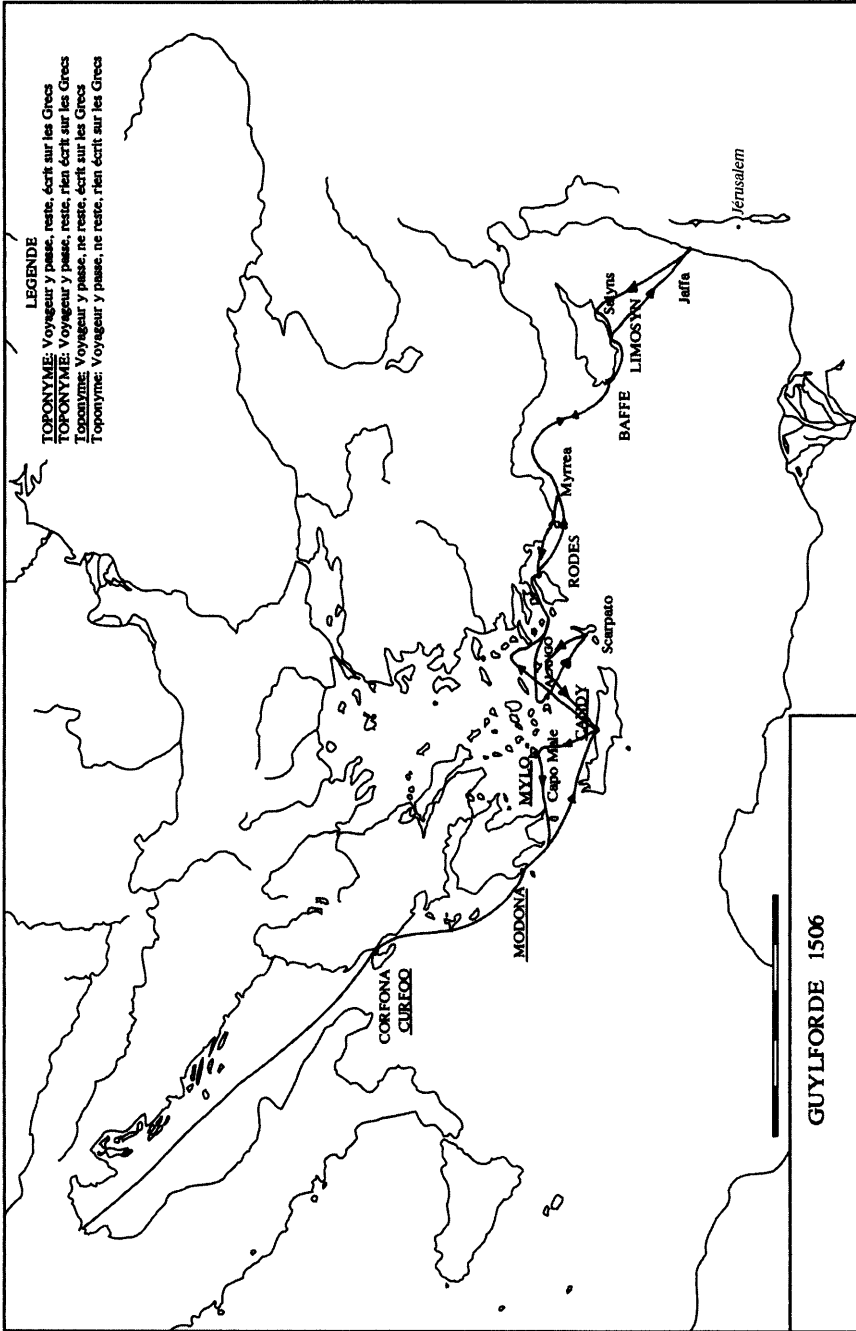 LEGENDE
TOPONYME: Voyageur y passe, reste, écrit sur les Grecs
TOPONYME: Voyageur y passe, reste, rien écrit sur les Grecs
Toponyme: Voyageur y passe, ne reste, écrit sur les Grecs
Toponyme: Voyageur y passe, ne reste, rien écrit sur les Grecs
CORFONA
CURFOO
MODONA
MYLO
Capo Male
CANDY
Scarpato
RODES
Myrrea
BAFFE
LIMOSYN
Salyns
Jaffa
Jérusalem
GUYLFORDE 1506